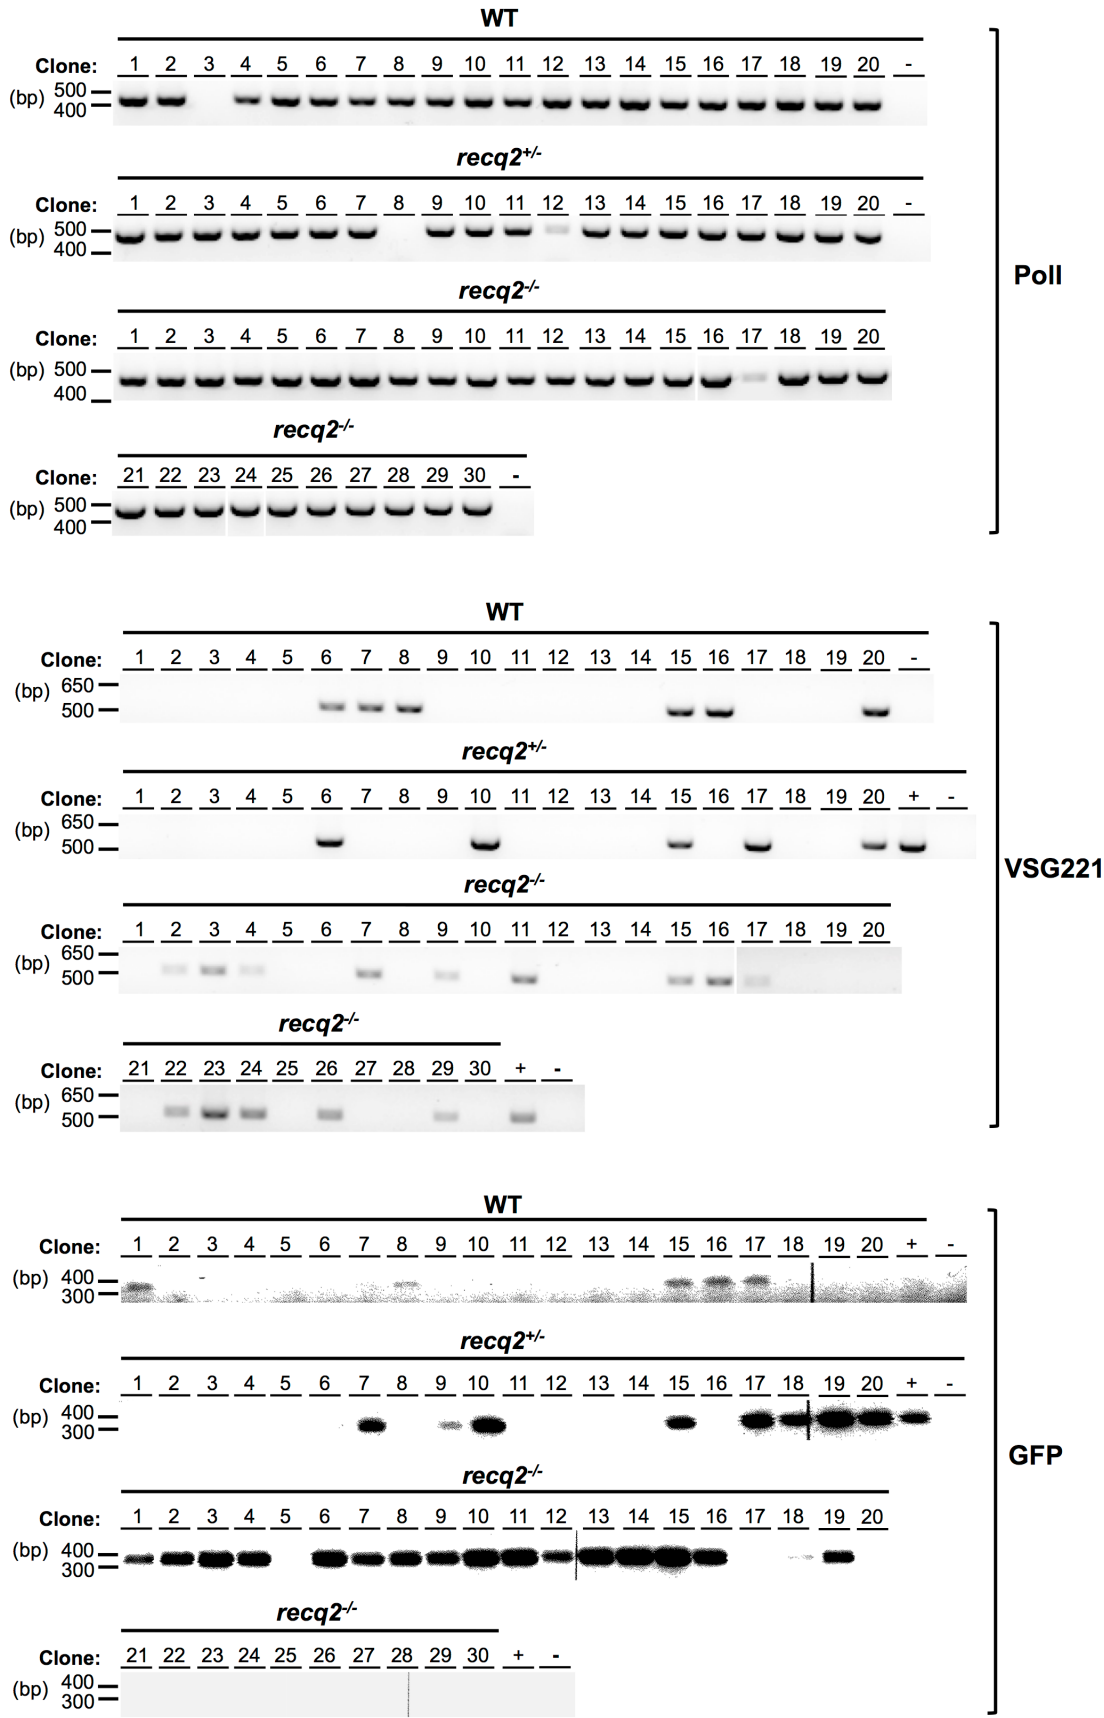 WT
Clone: 1 2 3 4 5 6 7 8 9 10 11 12 13 14 15 16 17 18 19 20 -
(bp) 500
400
recq2+/-
Clone: 1 2 3 4 5 6 7 8 9 10 11 12 13 14 15 16 17 18 19 20 -
(bp) 500
400
recq2-/-
Clone: 1 2 3 4 5 6 7 8 9 10 11 12 13 14 15 16 17 18 19 20
(bp) 500
400
recq2-/-
Clone: 21 22 23 24 25 26 27 28 29 30 -
(bp) 500
400
PolI
WT
Clone: 1 2 3 4 5 6 7 8 9 10 11 12 13 14 15 16 17 18 19 20 -
(bp) 650
500
recq2+/-
Clone: 1 2 3 4 5 6 7 8 9 10 11 12 13 14 15 16 17 18 19 20 + -
(bp) 650
500
recq2-/-
Clone: 1 2 3 4 5 6 7 8 9 10 11 12 13 14 15 16 17 18 19 20
(bp) 650
500
recq2-/-
Clone: 21 22 23 24 25 26 27 28 29 30 + -
(bp) 650
500
VSG221
WT
Clone: 1 2 3 4 5 6 7 8 9 10 11 12 13 14 15 16 17 18 19 20 + -
(bp) 400
300
recq2+/-
Clone: 1 2 3 4 5 6 7 8 9 10 11 12 13 14 15 16 17 18 19 20 + -
(bp) 400
300
recq2-/-
Clone: 1 2 3 4 5 6 7 8 9 10 11 12 13 14 15 16 17 18 19 20
(bp) 400
300
recq2-/-
Clone: 21 22 23 24 25 26 27 28 29 30 + -
(bp) 400
300
GFP